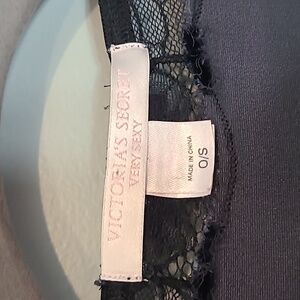 VICTORIA'S SECRET
VERY SEXY
MADE IN CHINA
O/S